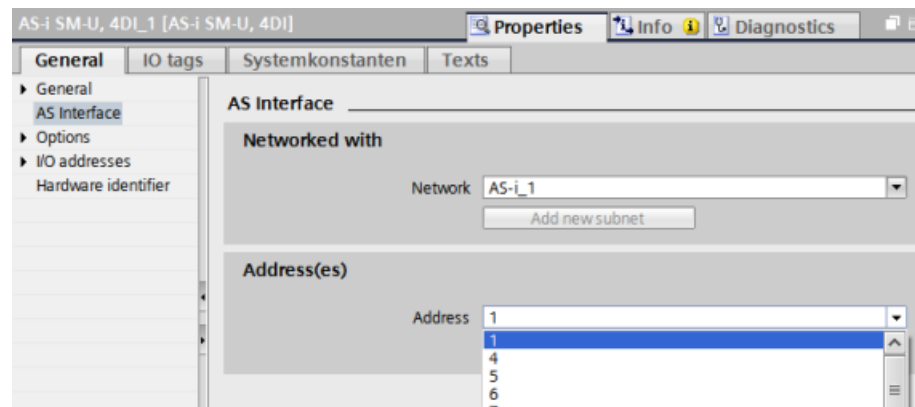 AS-i SM-U, 4DI_1 [AS-i SM-U, 4DI]
Properties
Info
Diagnostics
General
IO tags
Systemkonstanten
Texts
General
AS Interface
Options
I/O addresses
Hardware identifier
AS Interface
Networked with
Network AS-i_1
Add new subnet
Address(es)
Address 1
1
4
5
6